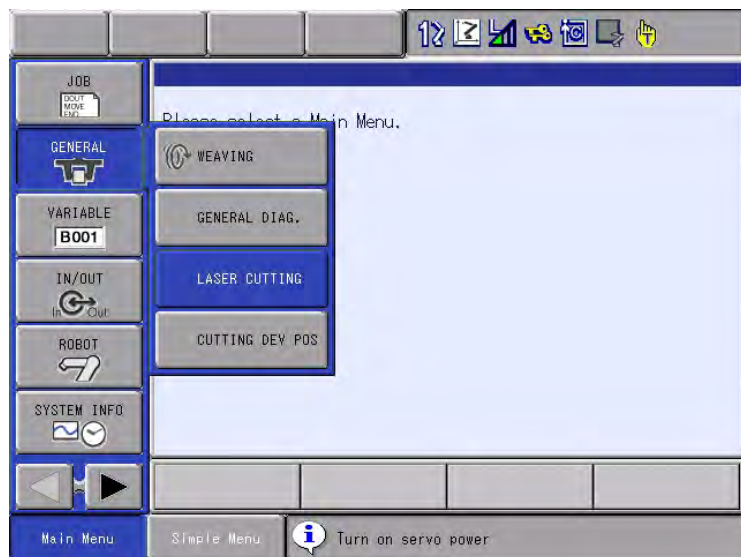 JOB
DOUT
MOVE
END
GENERAL
VARIABLE
B001
IN/OUT
In Out
ROBOT
SYSTEM INFO
Please select a Main Menu.
WEAVING
GENERAL DIAG.
LASER CUTTING
CUTTING DEV POS
Main Menu
Simple Menu
Turn on servo power